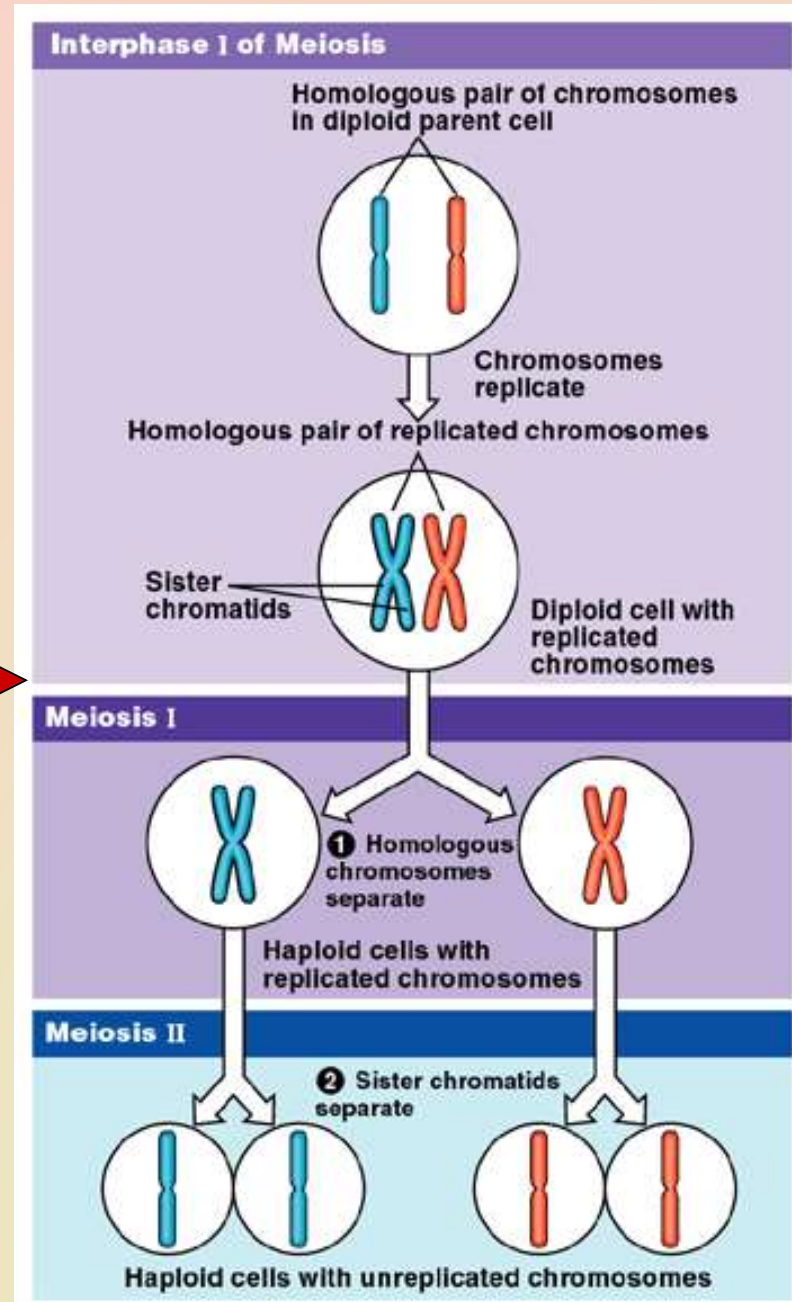 Interphase I of Meiosis
Homologous pair of chromosomes
in diploid parent cell
Chromosomes
replicate
Homologous pair of replicated chromosomes
Sister
chromatids
Diploid cell with
replicated
chromosomes
Meiosis I
1 Homologous
chromosomes
separate
Haploid cells with
replicated chromosomes
Meiosis II
2 Sister chromatids
separate
Haploid cells with unreplicated chromosomes